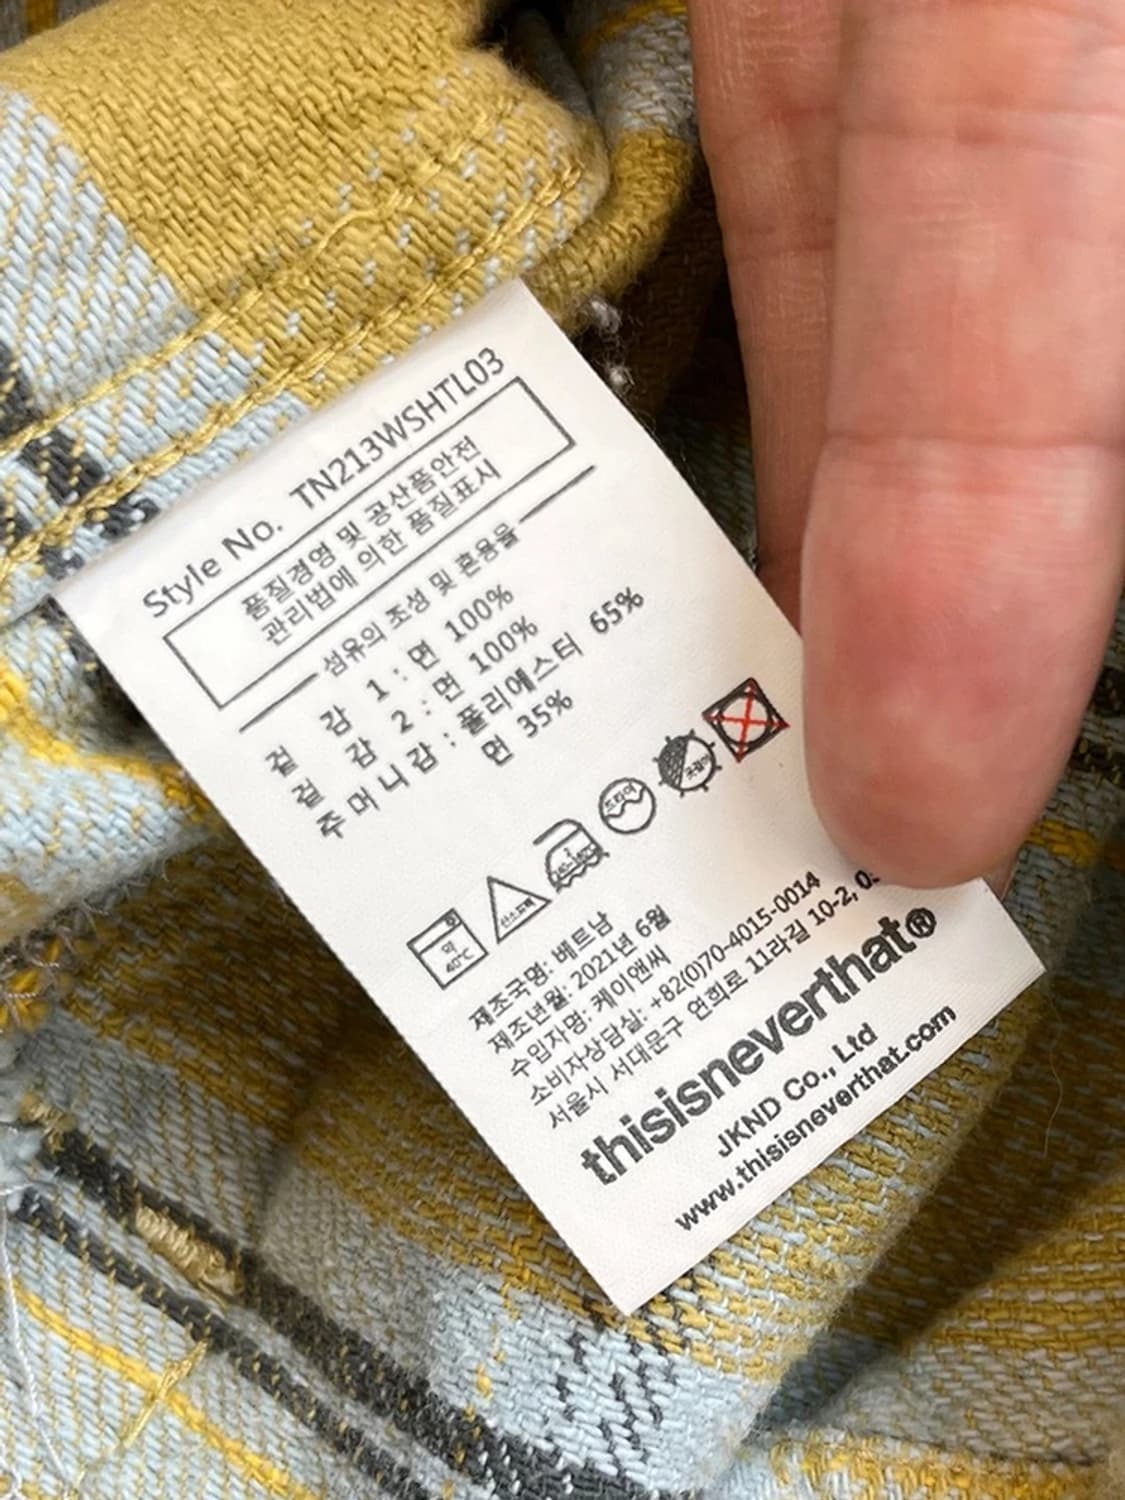 Style No. TN213WSHTL03
품질경영 및 공산품안전
관리법에 의한 품질표시
섬유의 조성 및 혼용율
겉 감 1 : 면 100%
겉 감 2 : 면 100%
주머니감 : 폴리에스터 65%
면 35%
약
40°C
드라이
제조국명: 베트남
제조년월: 2021년 6월
수입자명: 케이앤씨
소비자상담실: +82(0)70-4015-0014
서울시 서대문구 연희로 11라길 10-2,
thisisneverthat®
JKND Co., Ltd
www.thisisneverthat.com